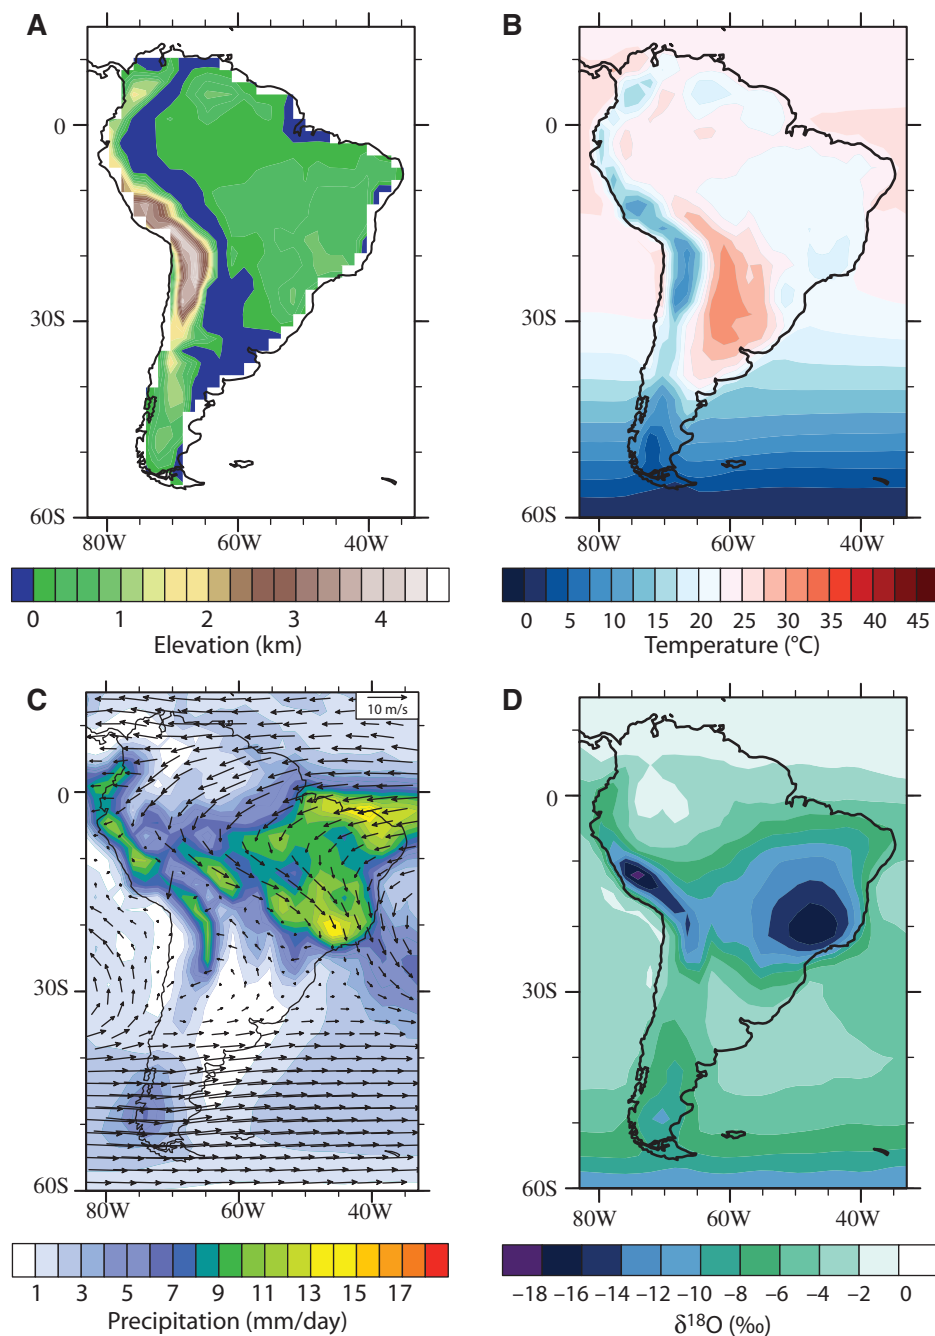 A
B
0
30S
60S
80W
60W
40W
0
30S
60S
80W
60W
40W
0 1 2 3 4
Elevation (km)
0 5 10 15 20 25 30 35 40 45
Temperature (°C)
C
10 m/s
D
0
30S
60S
80W
60W
40W
0
30S
60S
80W
60W
40W
1 3 5 7 9 11 13 15 17
Precipitation (mm/day)
−18 −16 −14 −12 −10 −8 −6 −4 −2 0
δ¹⁸O (‰)